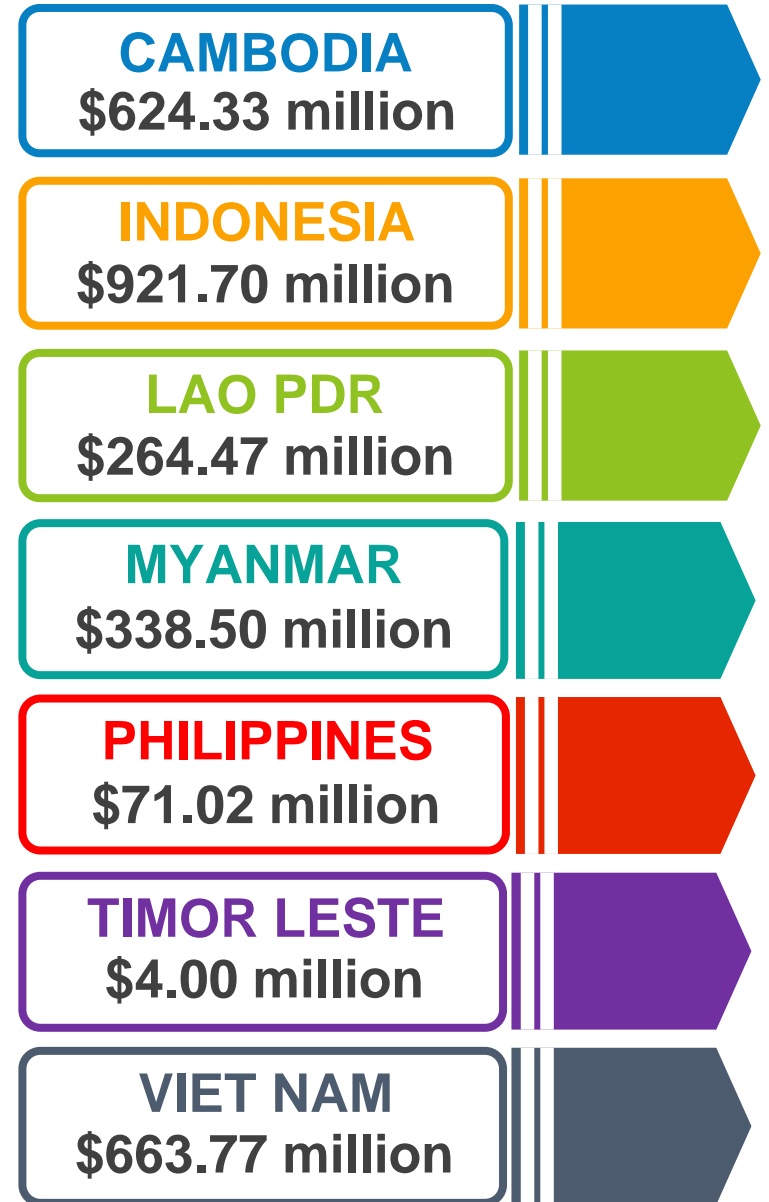 CAMBODIA
$624.33 million
INDONESIA
$921.70 million
LAO PDR
$264.47 million
MYANMAR
$338.50 million
PHILIPPINES
$71.02 million
TIMOR LESTE
$4.00 million
VIET NAM
$663.77 million